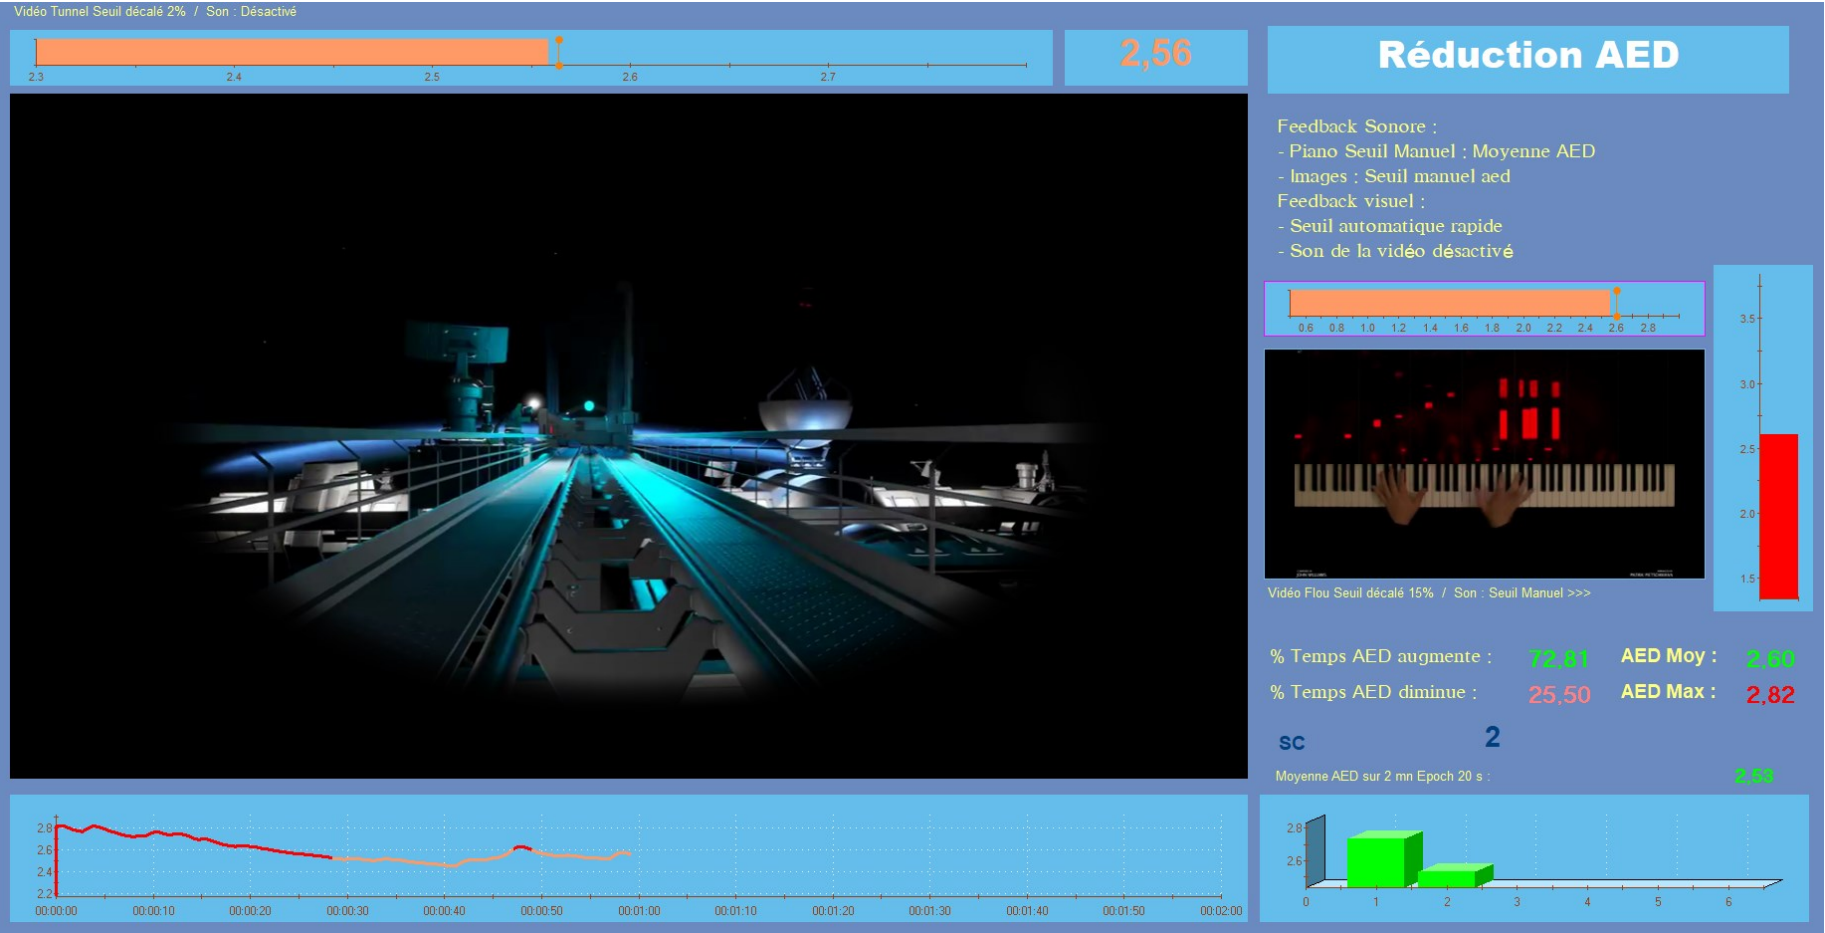 Vidéo Tunnel Seuil décalé 2% / Son : Désactivé
2.3 2.4 2.5 2.6 2.7
2,56
Réduction AED
Feedback Sonore :
- Piano Seuil Manuel : Moyenne AED
- Images : Seuil manuel aed
Feedback visuel :
- Seuil automatique rapide
- Son de la vidéo désactivé
0.6 0.8 1.0 1.2 1.4 1.6 1.8 2.0 2.2 2.4 2.6 2.8
3.5
3.0
2.5
2.0
1.5
Vidéo Flou Seuil décalé 15% / Son : Seuil Manuel >>>
% Temps AED augmente : 72,81 AED Moy : 2,60
% Temps AED diminue : 25,50 AED Max : 2,82
SC 2
Moyenne AED sur 2 mn Epoch 20 s : 2,53
2.8
2.6
2.4
2.2
00:00:00 00:00:10 00:00:20 00:00:30 00:00:40 00:00:50 00:01:00 00:01:10 00:01:20 00:01:30 00:01:40 00:01:50 00:02:00
2.8
2.6
0 1 2 3 4 5 6